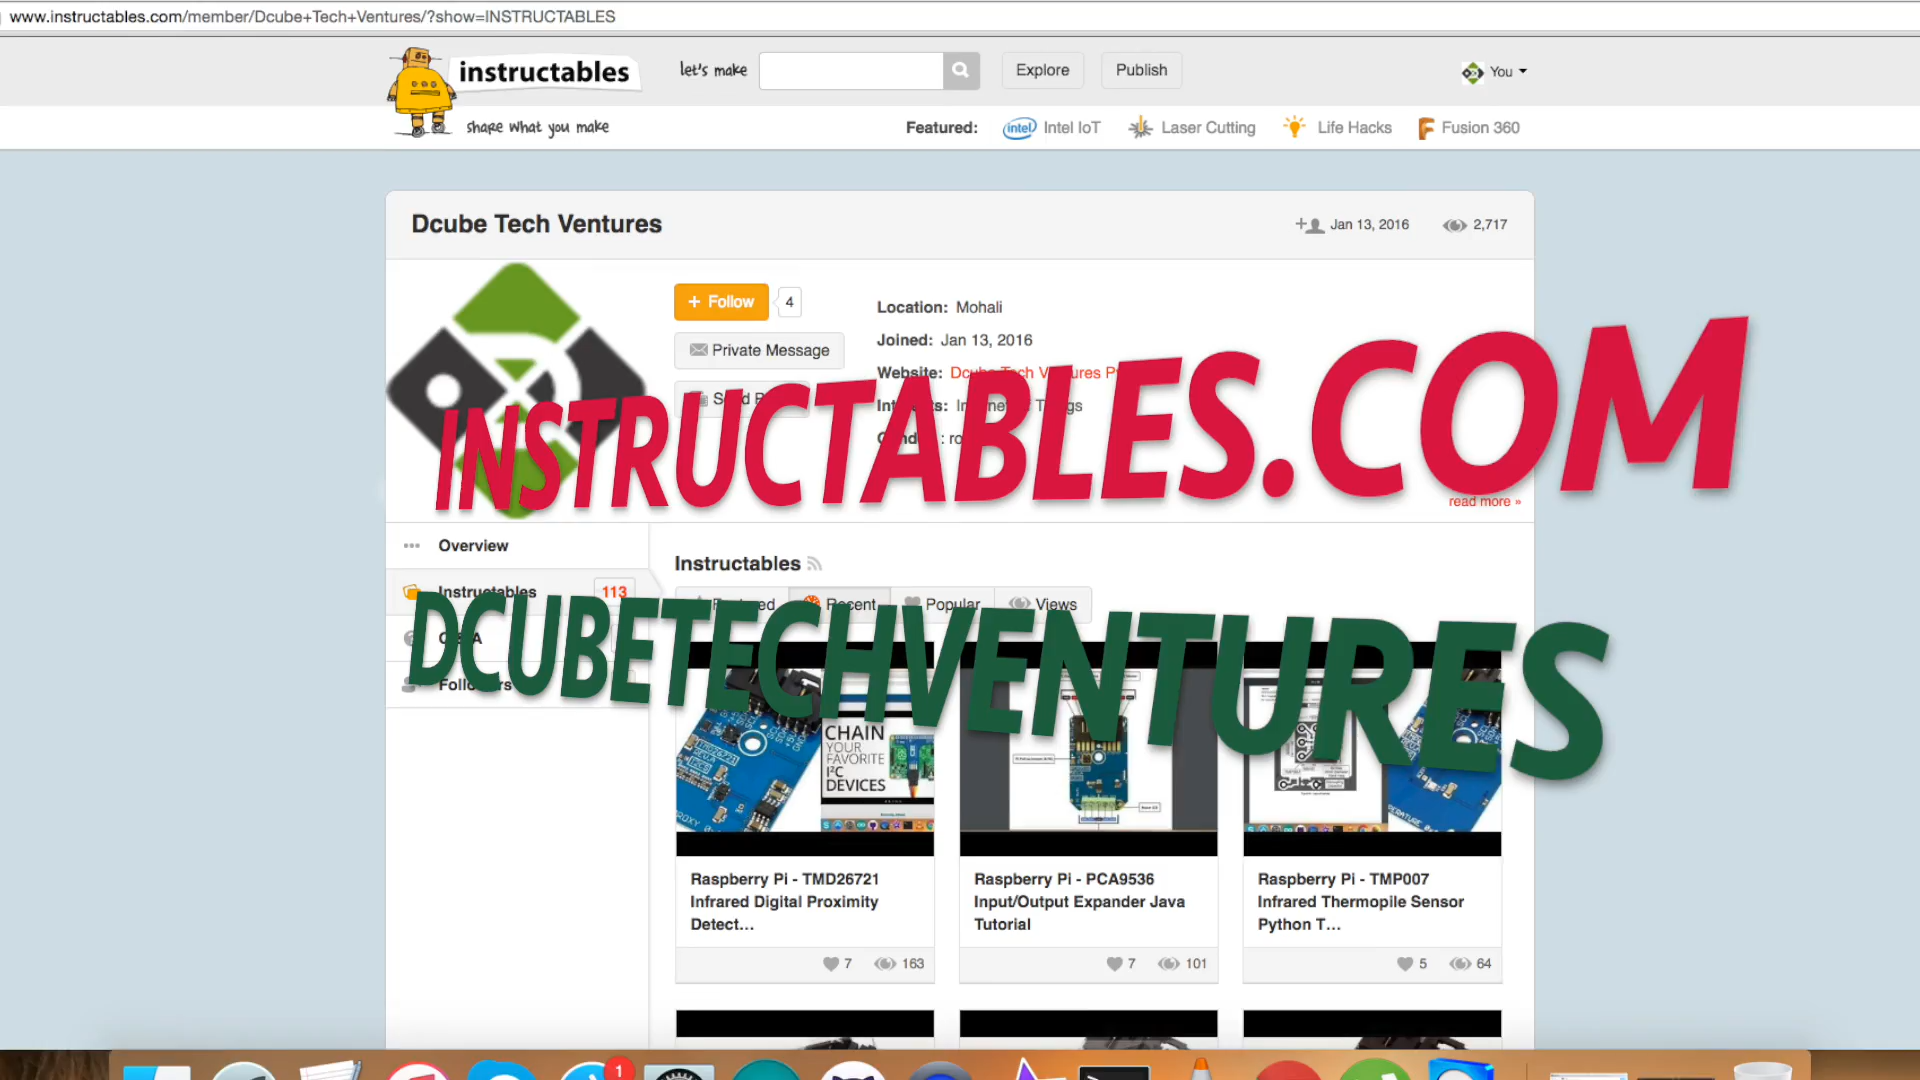 www.instructables.com/member/Dcube+Tech+Ventures/?show=INSTRUCTABLES
instructables
let's make
Explore
Publish
You
share what you make
Featured:
intel
Intel IoT
Laser Cutting
Life Hacks
Fusion 360
Dcube Tech Ventures
Jan 13, 2016
2,717
+ Follow
4
Location: Mohali
Private Message
Joined: Jan 13, 2016
Website:
INSTRUCTABLES.COM
read more »
Overview
Instructables
113
Instructables
Recent
Popular
Views
DCUBETECHVENTURES
CHAIN
YOUR
FAVORITE
I²C
DEVICES
Raspberry Pi - TMD26721
Infrared Digital Proximity
Detect...
7
163
Raspberry Pi - PCA9536
Input/Output Expander Java
Tutorial
7
101
Raspberry Pi - TMP007
Infrared Thermopile Sensor
Python T...
5
64
1